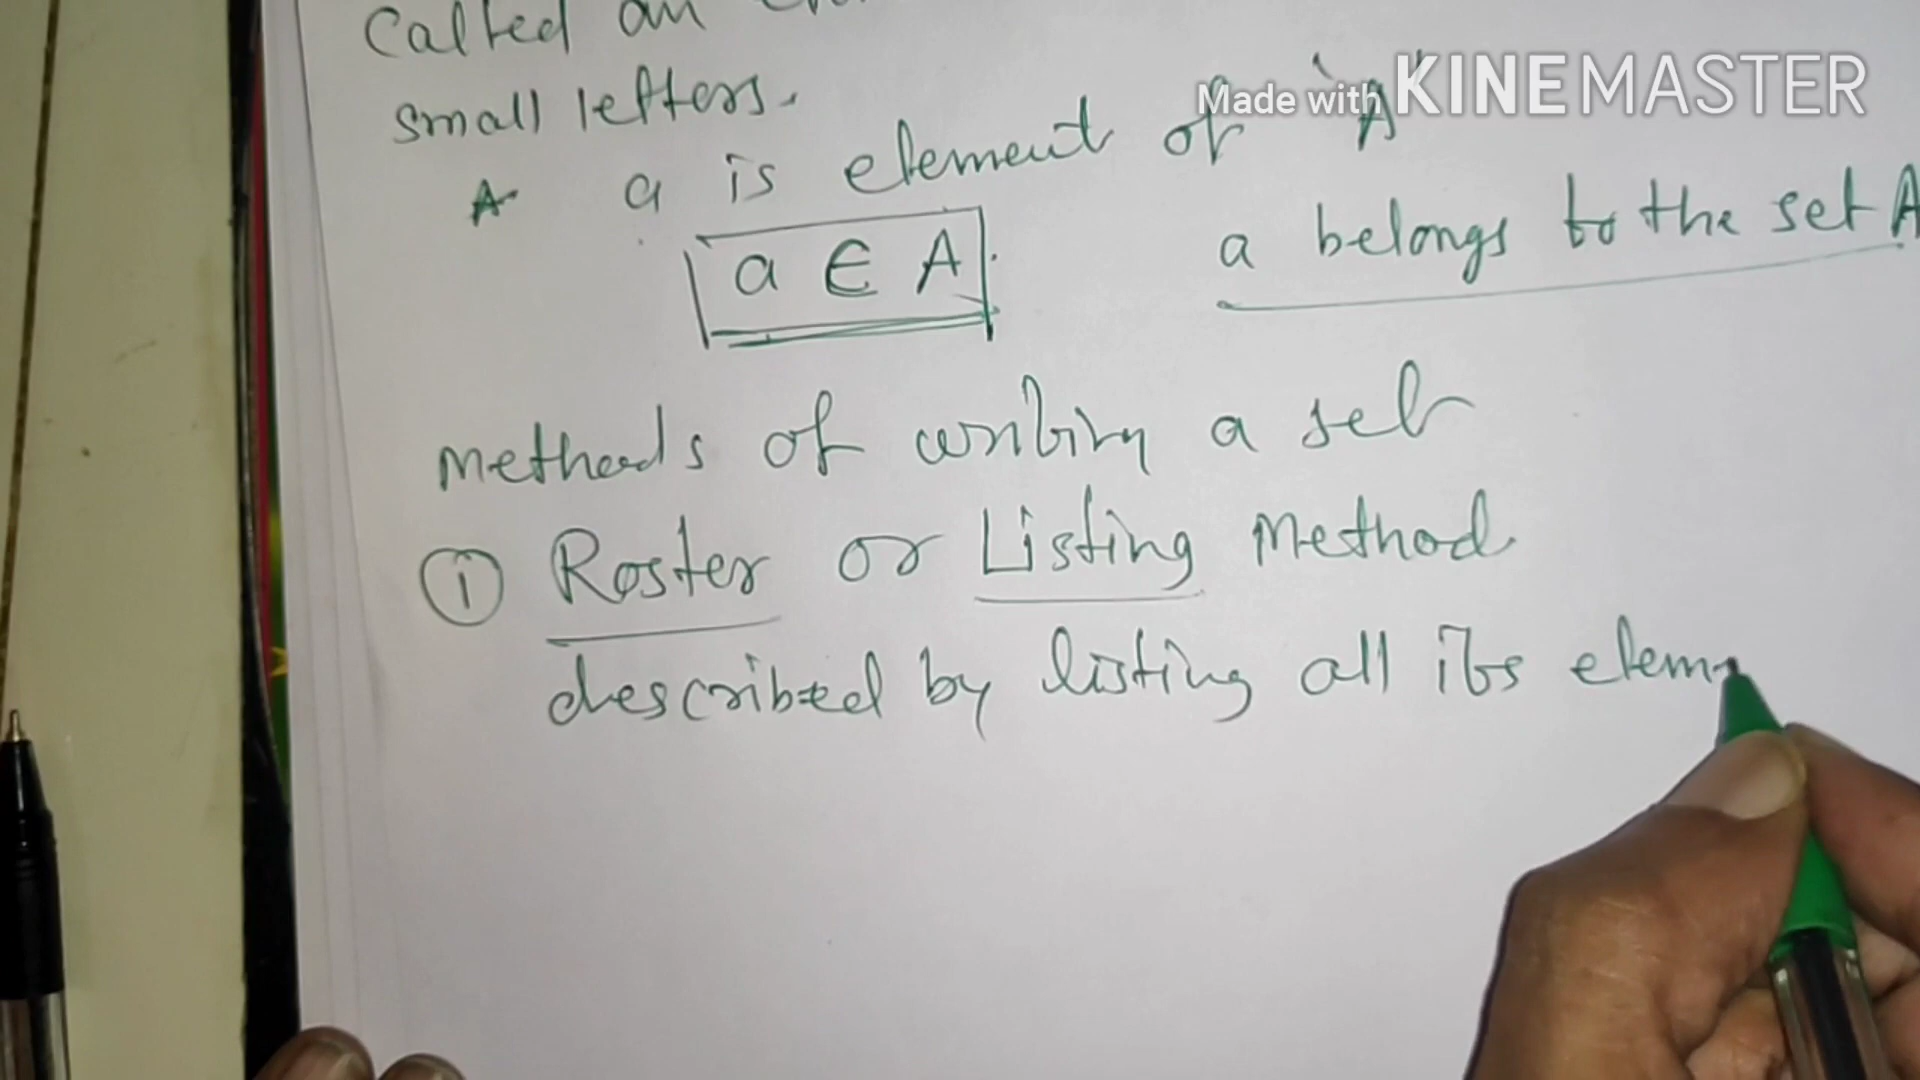 called an
small letters.
Made with KINEMASTER
A a is element of 'A'
a ∈ A
a belongs to the set A
methods of writing a set
① Roster or Listing Method
described by listing all its elem